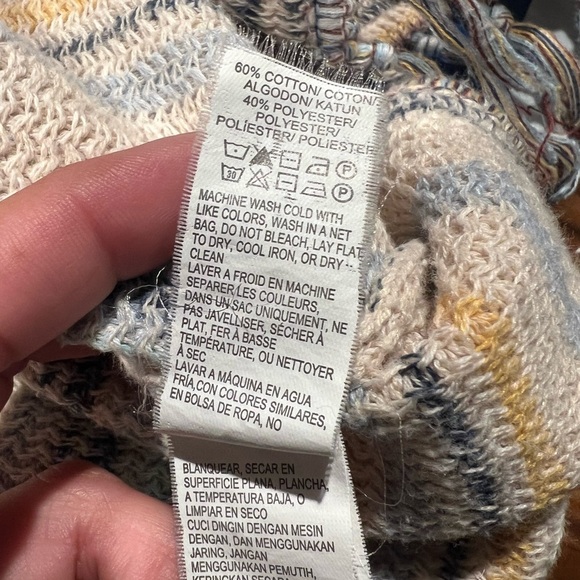 60% COTTON/ COTON/
ALGODON/ KATUN
40% POLYESTER/
POLYESTER/
POLIÉSTER/ POLIESTER
30
MACHINE WASH COLD WITH
LIKE COLORS, WASH IN A NET
BAG, DO NOT BLEACH, LAY FLAT
TO DRY, COOL IRON, OR DRY --
CLEAN
LAVER A FROID EN MACHINE
SEPARER LES COULEURS,
DANS UN SAC UNIQUEMENT, NE
PAS JAVELLISER, SÉCHER À
PLAT, FER À BASSE
TEMPÉRATURE, OU NETTOYER
À SEC
LAVAR A MÁQUINA EN AGUA
FRÍA,CON COLORES SIMILARES,
EN BOLSA DE ROPA, NO
BLANQUEAR, SECAR EN
SUPERFICIE PLANA, PLANCHA,
A TEMPERATURA BAJA, O
LIMPIAR EN SECO
CUCI DINGIN DENGAN MESIN
DENGAN, DAN MENGGUNAKAN
JARING, JANGAN
MENGGUNAKAN PEMUTIH,